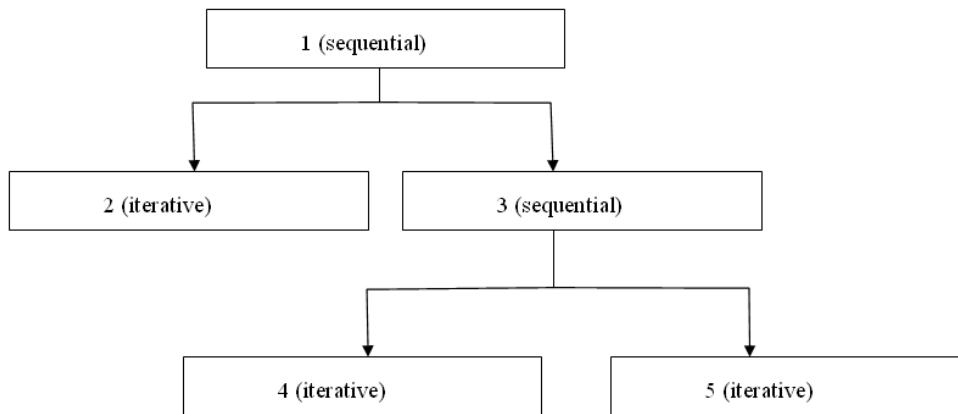 1 (sequential)
2 (iterative)
3 (sequential)
4 (iterative)
5 (iterative)